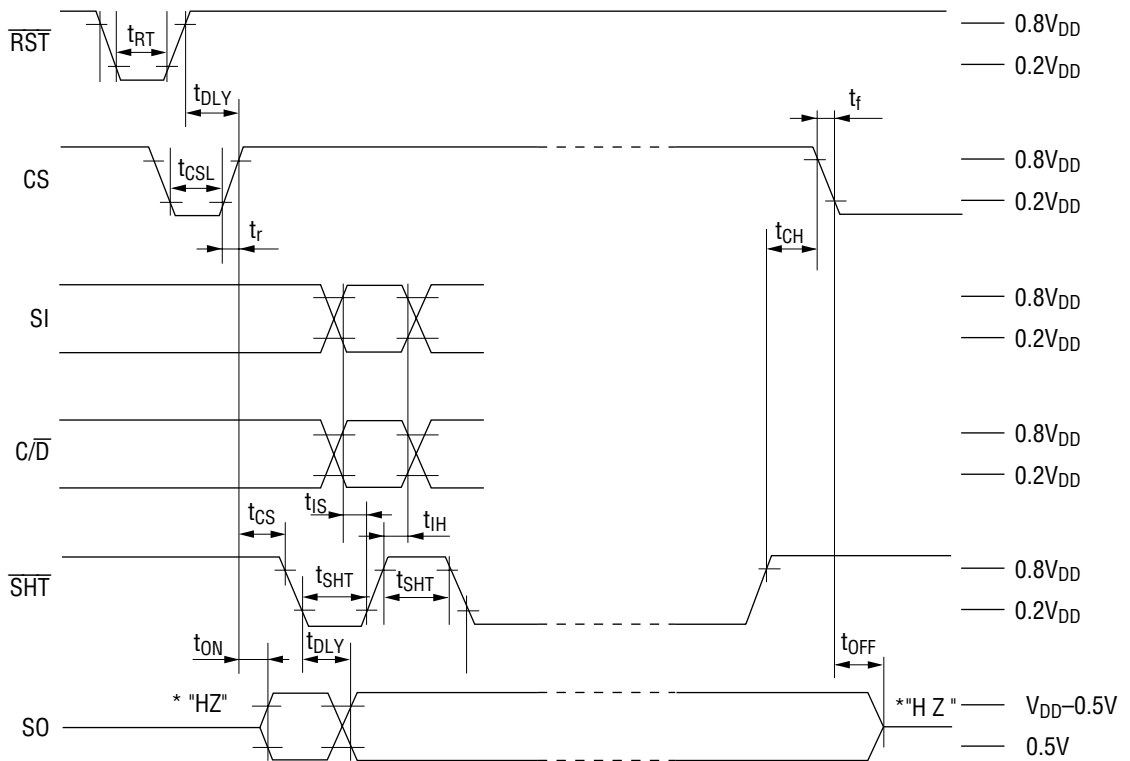 R̅S̅T̅ tRT 0.8VDD
0.2VDD
tDLY tf
CS tCSL 0.8VDD
0.2VDD
tr tCH
SI 0.8VDD
0.2VDD
C/D̅ 0.8VDD
0.2VDD
tCS tIS tIH
S̅H̅T̅ tSHT tSHT 0.8VDD
0.2VDD
tON tDLY tOFF
* "HZ" *"H Z " VDD–0.5V
SO 0.5V